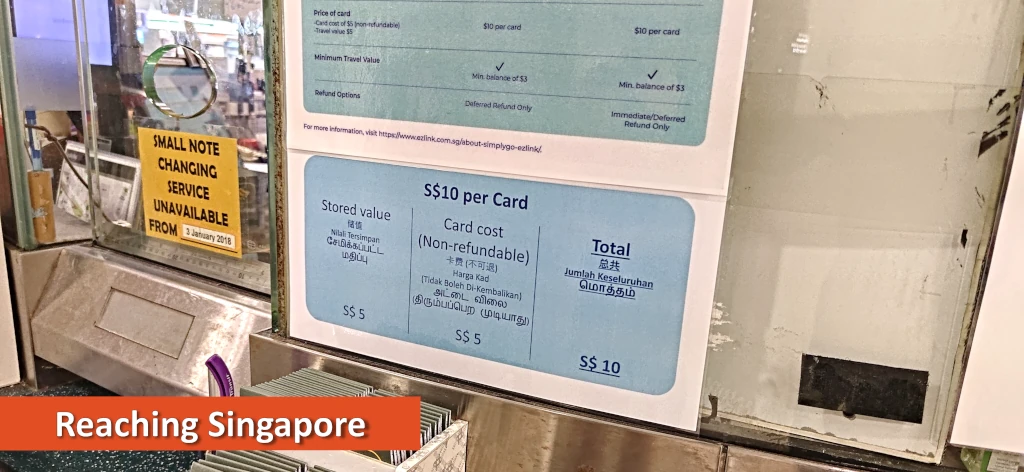 SMALL NOTE
CHANGING
SERVICE
UNAVAILABLE
FROM 3 January 2018
Price of card
-Card cost of $5 (non-refundable)
-Travel value $5
$10 per card
$10 per card
Minimum Travel Value
✓
Min. balance of $3
✓
Min. balance of $3
Refund Options
Deferred Refund Only
Immediate/Deferred
Refund Only
For more information, visit https://www.ezlink.com.sg/about-simplygo-ezlink/.
S$10 per Card
Stored value
储值
Nilai Tersimpan
சேமிக்கப்பட்ட
மதிப்பு
S$ 5
Card cost
(Non-refundable)
卡费 (不可退)
Harga Kad
(Tidak Boleh Di-Kembalikan)
அட்டை விலை
(திரும்பப்பெற முடியாது)
S$ 5
Total
总共
Jumlah Keseluruhan
மொத்தம்
S$ 10
Reaching Singapore